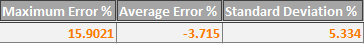 Maximum Error % Average Error % Standard Deviation %
15.9021 -3.715 5.334